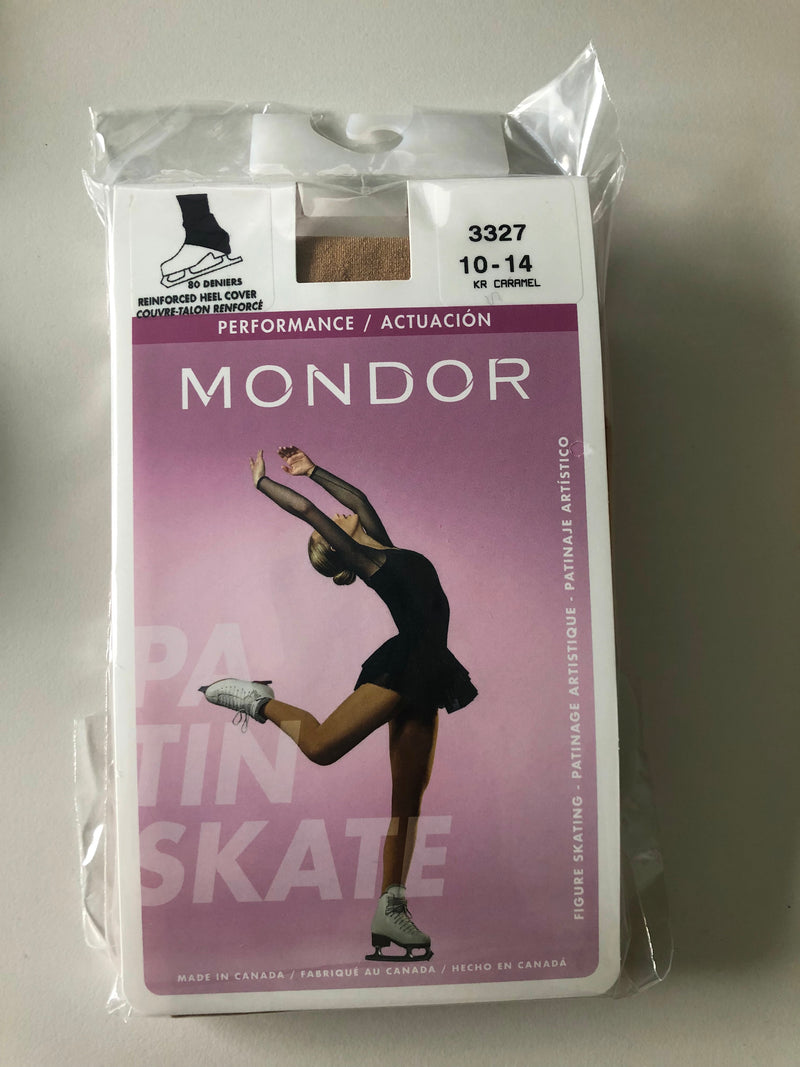 80 DENIERS
REINFORCED HEEL COVER
COUVRE-TALON RENFORCÉ
3327
10-14
KR CARAMEL
PERFORMANCE / ACTUACIÓN
MONDOR
PA
TIN
SKATE
FIGURE SKATING - PATINAGE ARTISTIQUE - PATINAJE ARTÍSTICO
MADE IN CANADA / FABRIQUÉ AU CANADA / HECHO EN CANADÁ